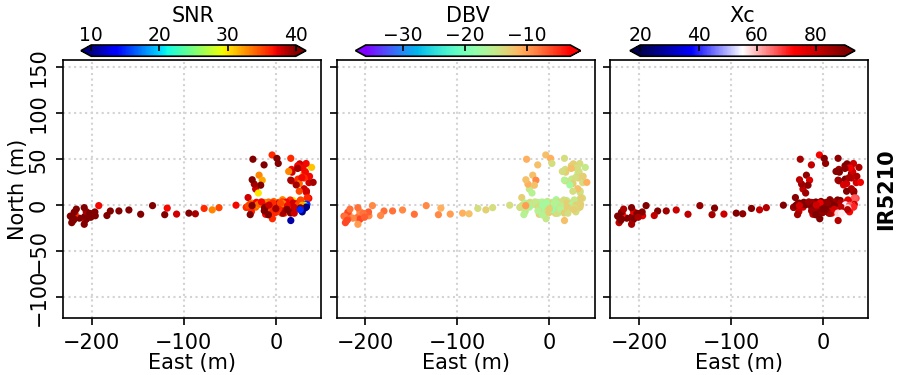 SNR DBV Xc
10 20 30 40 −30 −20 −10 20 40 60 80
150
100
50
0
−50
−100
North (m)
IR5210
−200 −100 0 −200 −100 0 −200 −100 0
East (m) East (m) East (m)